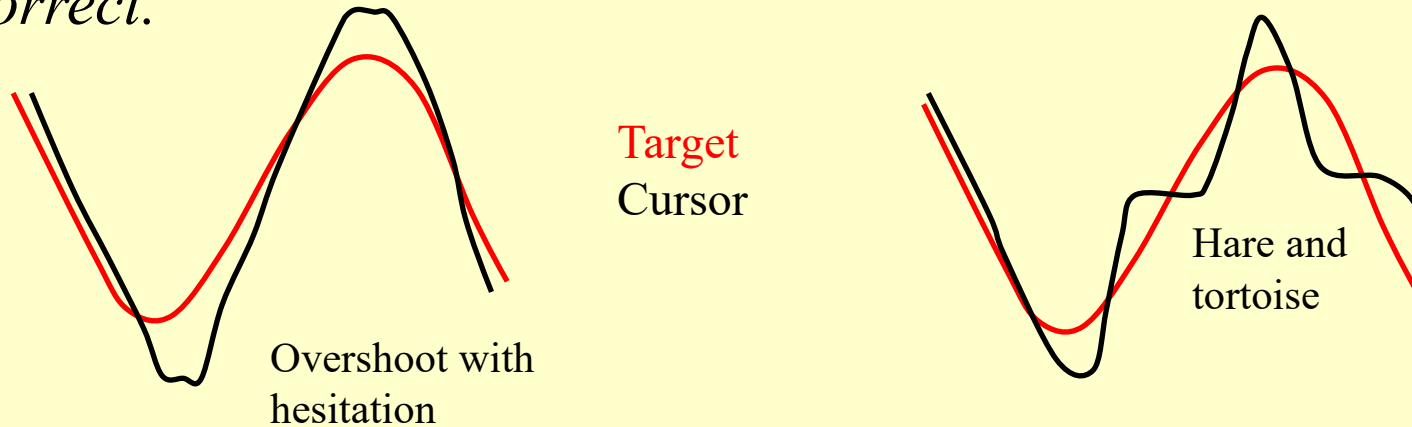 Target
Cursor
Hare and
tortoise
Overshoot with
hesitation